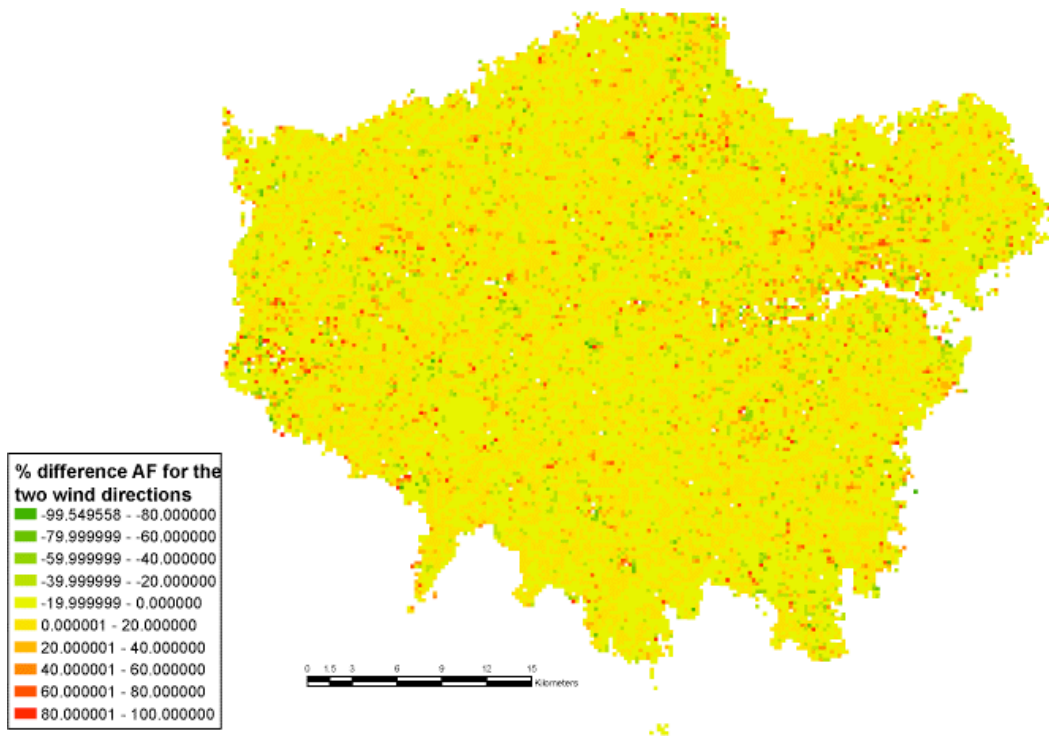 % difference AF for the
two wind directions
-99.549558 - -80.000000
-79.999999 - -60.000000
-59.999999 - -40.000000
-39.999999 - -20.000000
-19.999999 - 0.000000
0.000001 - 20.000000
20.000001 - 40.000000
40.000001 - 60.000000
60.000001 - 80.000000
80.000001 - 100.000000
0 1.5 3 6 9 12 15
Kilometers